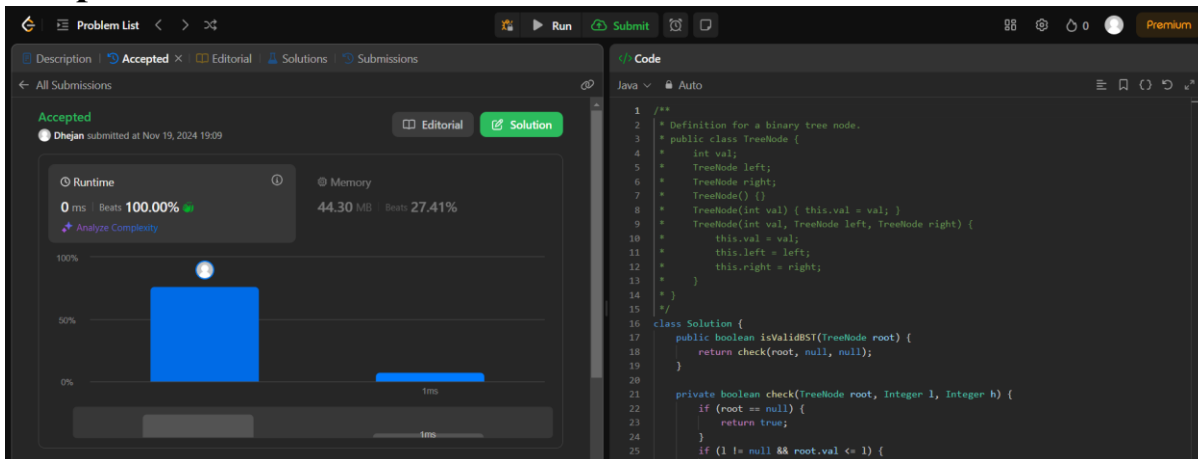 Problem List
Run
Submit
0
Premium
Description
Accepted
Editorial
Solutions
Submissions
All Submissions
Accepted
Dhejan submitted at Nov 19, 2024 19:09
Editorial
Solution
Runtime
0 ms Beats 100.00%
Analyze Complexity
Memory
44.30 MB Beats 27.41%
100%
50%
0%
1ms
1ms
</> Code
Java
Auto
1 /**
2 * Definition for a binary tree node.
3 * public class TreeNode {
4 * int val;
5 * TreeNode left;
6 * TreeNode right;
7 * TreeNode() {}
8 * TreeNode(int val) { this.val = val; }
9 * TreeNode(int val, TreeNode left, TreeNode right) {
10 * this.val = val;
11 * this.left = left;
12 * this.right = right;
13 * }
14 * }
15 */
16 class Solution {
17 public boolean isValidBST(TreeNode root) {
18 return check(root, null, null);
19 }
20
21 private boolean check(TreeNode root, Integer l, Integer h) {
22 if (root == null) {
23 return true;
24 }
25 if (l != null && root.val <= l) {